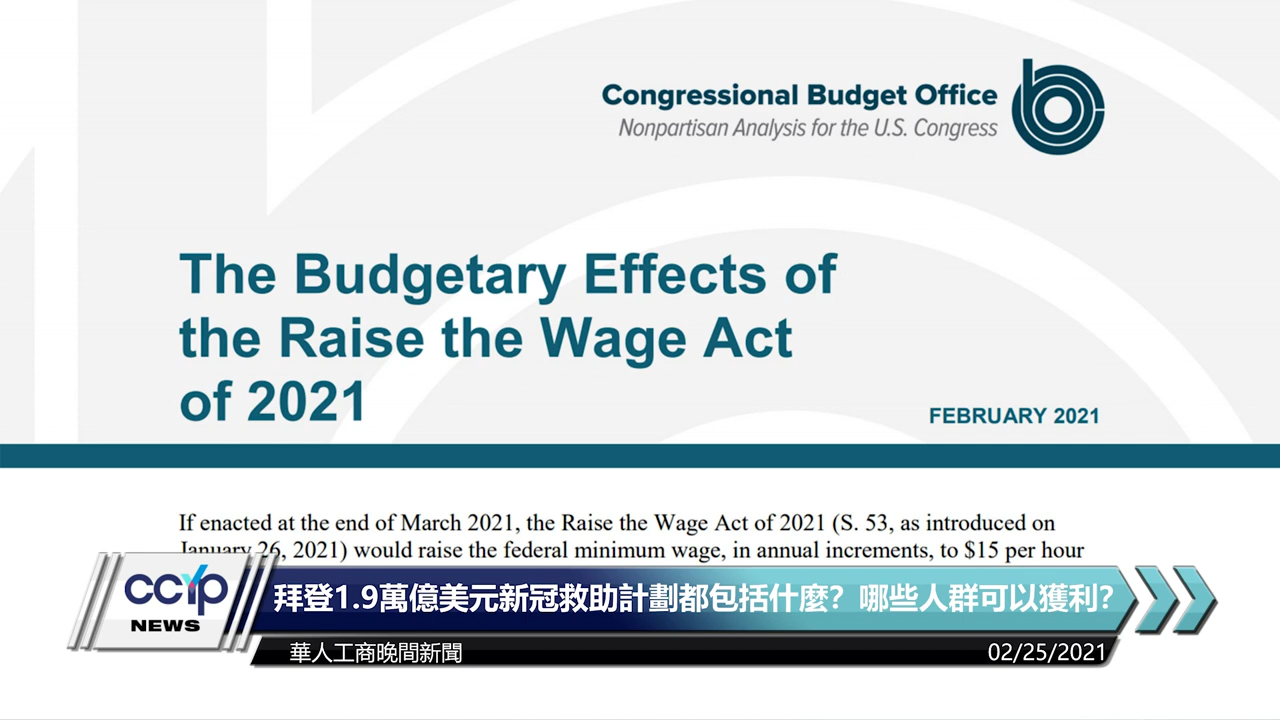 Congressional Budget Office
Nonpartisan Analysis for the U.S. Congress
The Budgetary Effects of
the Raise the Wage Act
of 2021
FEBRUARY 2021
If enacted at the end of March 2021, the Raise the Wage Act of 2021 (S. 53, as introduced on
January 26, 2021) would raise the federal minimum wage, in annual increments, to $15 per hour
CCYP
NEWS
拜登1.9萬億美元新冠救助計劃都包括什麼？哪些人群可以獲利？
華人工商晚間新聞
02/25/2021